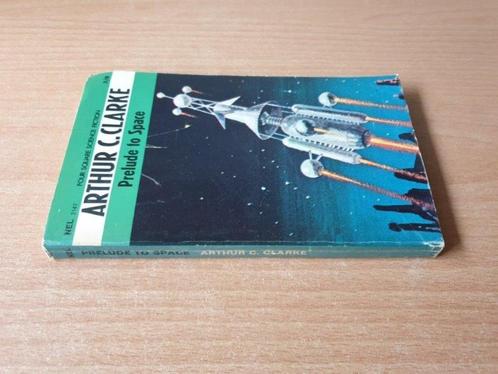 FOUR SQUARE SCIENCE FICTION
ARTHUR C. CLARKE
Prelude to Space
NEL
PRELUDE TO SPACE ARTHUR C. CLARKE